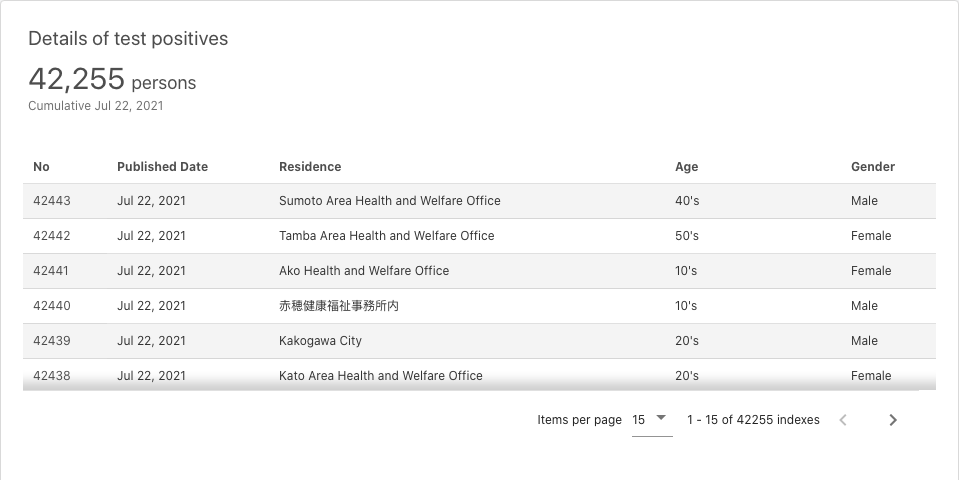 Details of test positives
42,255 persons
Cumulative Jul 22, 2021
No Published Date Residence Age Gender
42443 Jul 22, 2021 Sumoto Area Health and Welfare Office 40's Male
42442 Jul 22, 2021 Tamba Area Health and Welfare Office 50's Female
42441 Jul 22, 2021 Ako Health and Welfare Office 10's Female
42440 Jul 22, 2021 赤穂健康福祉事務所内 10's Male
42439 Jul 22, 2021 Kakogawa City 20's Male
42438 Jul 22, 2021 Kato Area Health and Welfare Office 20's Female
Items per page 15 1 - 15 of 42255 indexes